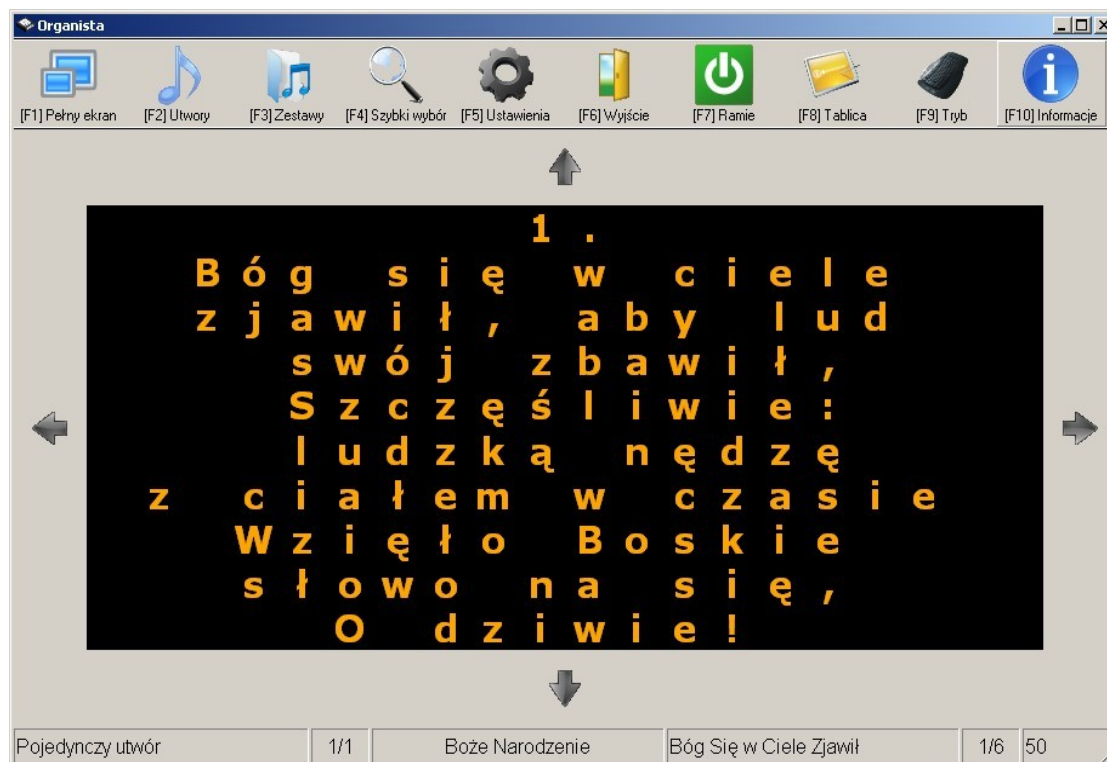 Organista
[F1] Pełny ekran [F2] Utwory [F3] Zestawy [F4] Szybki wybór [F5] Ustawienia [F6] Wyjście [F7] Ramie [F8] Tablica [F9] Tryb [F10] Informacje
1.
Bóg się w ciele
zjawił, aby lud
swój zbawił,
Szczęśliwie:
ludzką nędzę
z ciałem w czasie
Wzięło Boskie
słowo na się,
O dziwie!
Pojedynczy utwór 1/1 Boże Narodzenie Bóg Się w Ciele Zjawił 1/6 50